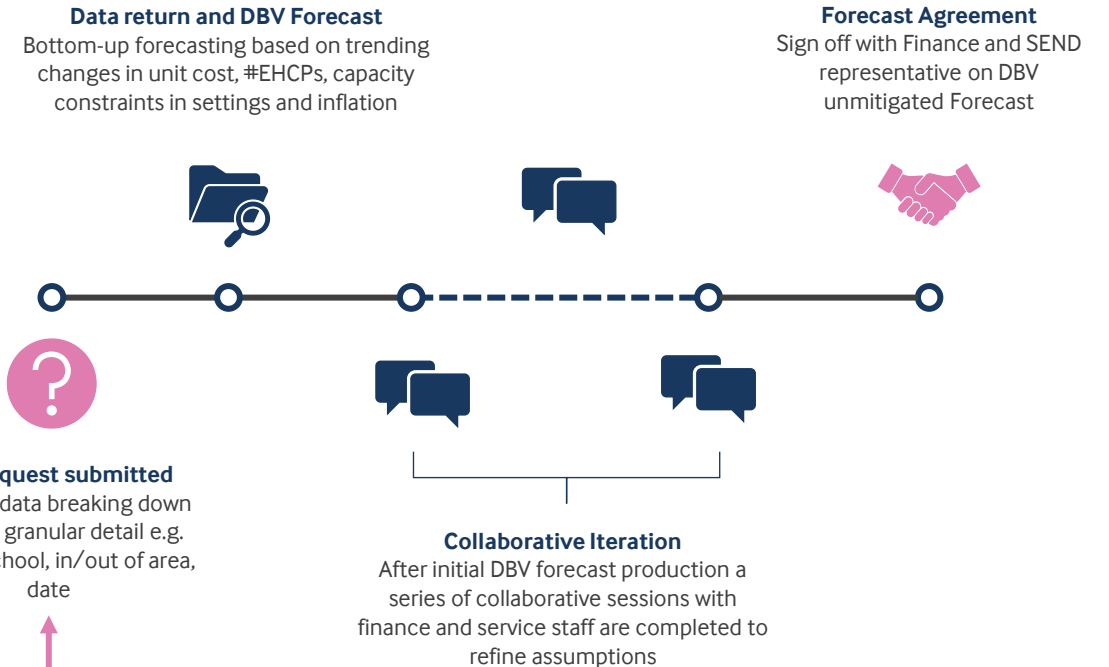 Data return and DBV Forecast
Bottom-up forecasting based on trending
changes in unit cost, #EHCPs, capacity
constraints in settings and inflation
Forecast Agreement
Sign off with Finance and SEND
representative on DBV
unmitigated Forecast
?
quest submitted
data breaking down
granular detail e.g.
hool, in/out of area,
date
Collaborative Iteration
After initial DBV forecast production a
series of collaborative sessions with
finance and service staff are completed to
refine assumptions